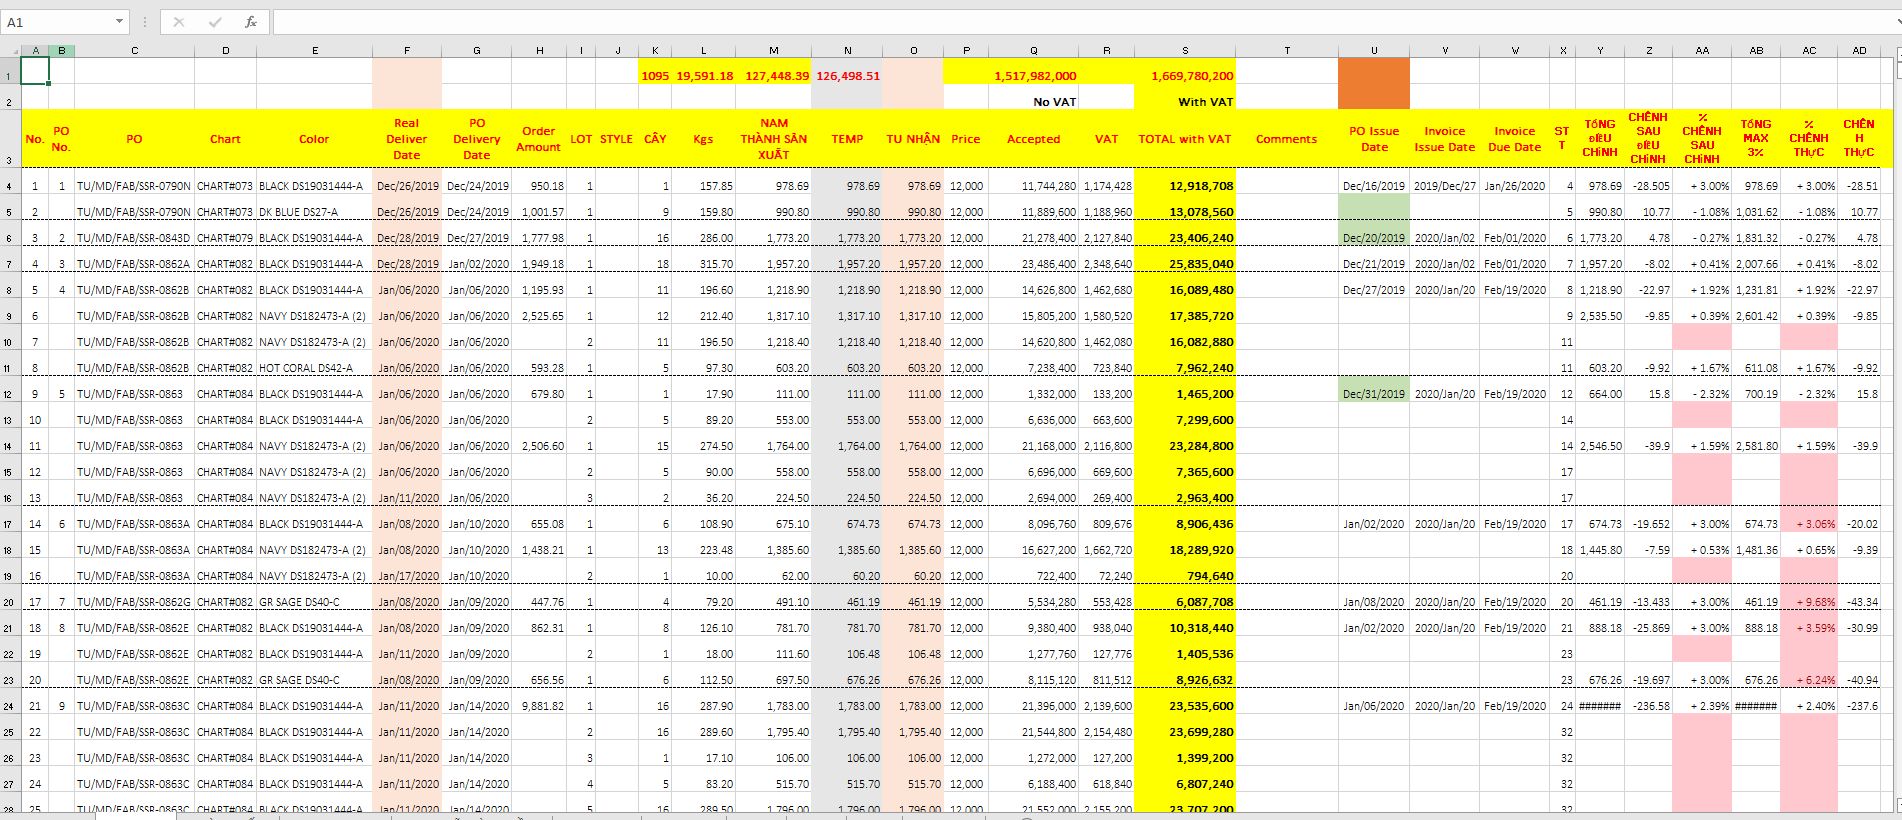 A1
fx
A B C D E F G H I J K L M N O P Q R S T U V W X Y Z AA AB AC AD
1 1095 19,591.18 127,448.39 126,498.51 1,517,982,000 1,669,780,200
2 No VAT With VAT
3 No. PO No. PO Chart Color Real Deliver Date PO Delivery Date Order Amount LOT STYLE CÂY Kgs NAM THÀNH SẢN XUẤT TEMP TU NHẬN Price Accepted VAT TOTAL with VAT Comments PO Issue Date Invoice Issue Date Invoice Due Date ST T TỔNG ĐIỀU CHỈNH CHÊNH SAU ĐIỀU CHỈNH % CHÊNH SAU CHỈNH TỔNG MAX 3% % CHÊNH THỰC CHÊN H THỰC
4 1 1 TU/MD/FAB/SSR-0790N CHART#073 BLACK DS19031444-A Dec/26/2019 Dec/24/2019 950.18 1 1 157.85 978.69 978.69 978.69 12,000 11,744,280 1,174,428 12,918,708 Dec/16/2019 2019/Dec/27 Jan/26/2020 4 978.69 -28.505 + 3.00% 978.69 + 3.00% -28.51
5 2 TU/MD/FAB/SSR-0790N CHART#073 DK BLUE DS27-A Dec/26/2019 Dec/24/2019 1,001.57 1 9 159.80 990.80 990.80 990.80 12,000 11,889,600 1,188,960 13,078,560 5 990.80 10.77 - 1.08% 1,031.62 - 1.08% 10.77
6 3 2 TU/MD/FAB/SSR-0843D CHART#079 BLACK DS19031444-A Dec/28/2019 Dec/27/2019 1,777.98 1 16 286.00 1,773.20 1,773.20 1,773.20 12,000 21,278,400 2,127,840 23,406,240 Dec/20/2019 2020/Jan/02 Feb/01/2020 6 1,773.20 4.78 - 0.27% 1,831.32 - 0.27% 4.78
7 4 3 TU/MD/FAB/SSR-0862A CHART#082 BLACK DS19031444-A Dec/28/2019 Jan/02/2020 1,949.18 1 18 315.70 1,957.20 1,957.20 1,957.20 12,000 23,486,400 2,348,640 25,835,040 Dec/21/2019 2020/Jan/02 Feb/01/2020 7 1,957.20 -8.02 + 0.41% 2,007.66 + 0.41% -8.02
8 5 4 TU/MD/FAB/SSR-0862B CHART#082 BLACK DS19031444-A Jan/06/2020 Jan/06/2020 1,195.93 1 11 196.60 1,218.90 1,218.90 1,218.90 12,000 14,626,800 1,462,680 16,089,480 Dec/27/2019 2020/Jan/20 Feb/19/2020 8 1,218.90 -22.97 + 1.92% 1,231.81 + 1.92% -22.97
9 6 TU/MD/FAB/SSR-0862B CHART#082 NAVY DS182473-A (2) Jan/06/2020 Jan/06/2020 2,525.65 1 12 212.40 1,317.10 1,317.10 1,317.10 12,000 15,805,200 1,580,520 17,385,720 9 2,535.50 -9.85 + 0.39% 2,601.42 + 0.39% -9.85
10 7 TU/MD/FAB/SSR-0862B CHART#082 NAVY DS182473-A (2) Jan/06/2020 Jan/06/2020 2 11 196.50 1,218.40 1,218.40 1,218.40 12,000 14,620,800 1,462,080 16,082,880 11
11 8 TU/MD/FAB/SSR-0862B CHART#082 HOT CORAL DS42-A Jan/06/2020 Jan/06/2020 593.28 1 5 97.30 603.20 603.20 603.20 12,000 7,238,400 723,840 7,962,240 11 603.20 -9.92 + 1.67% 611.08 + 1.67% -9.92
12 9 5 TU/MD/FAB/SSR-0863 CHART#084 BLACK DS19031444-A Jan/06/2020 Jan/06/2020 679.80 1 1 17.90 111.00 111.00 111.00 12,000 1,332,000 133,200 1,465,200 Dec/31/2019 2020/Jan/20 Feb/19/2020 12 664.00 15.8 - 2.32% 700.19 - 2.32% 15.8
13 10 TU/MD/FAB/SSR-0863 CHART#084 BLACK DS19031444-A Jan/06/2020 Jan/06/2020 2 5 89.20 553.00 553.00 553.00 12,000 6,636,000 663,600 7,299,600 14
14 11 TU/MD/FAB/SSR-0863 CHART#084 NAVY DS182473-A (2) Jan/06/2020 Jan/06/2020 2,506.60 1 15 274.50 1,764.00 1,764.00 1,764.00 12,000 21,168,000 2,116,800 23,284,800 14 2,546.50 -39.9 + 1.59% 2,581.80 + 1.59% -39.9
15 12 TU/MD/FAB/SSR-0863 CHART#084 NAVY DS182473-A (2) Jan/06/2020 Jan/06/2020 2 5 90.00 558.00 558.00 558.00 12,000 6,696,000 669,600 7,365,600 17
16 13 TU/MD/FAB/SSR-0863 CHART#084 NAVY DS182473-A (2) Jan/11/2020 Jan/06/2020 3 2 36.20 224.50 224.50 224.50 12,000 2,694,000 269,400 2,963,400 17
17 14 6 TU/MD/FAB/SSR-0863A CHART#084 BLACK DS19031444-A Jan/08/2020 Jan/10/2020 655.08 1 6 108.90 675.10 674.73 674.73 12,000 8,096,760 809,676 8,906,436 Jan/02/2020 2020/Jan/20 Feb/19/2020 17 674.73 -19.652 + 3.00% 674.73 + 3.06% -20.02
18 15 TU/MD/FAB/SSR-0863A CHART#084 NAVY DS182473-A (2) Jan/08/2020 Jan/10/2020 1,438.21 1 13 223.48 1,385.60 1,385.60 1,385.60 12,000 16,627,200 1,662,720 18,289,920 18 1,445.80 -7.59 + 0.53% 1,481.36 + 0.65% -9.39
19 16 TU/MD/FAB/SSR-0863A CHART#084 NAVY DS182473-A (2) Jan/17/2020 Jan/10/2020 2 1 10.00 62.00 60.20 60.20 12,000 722,400 72,240 794,640 20
20 17 7 TU/MD/FAB/SSR-0862G CHART#082 GR SAGE DS40-C Jan/08/2020 Jan/09/2020 447.76 1 4 79.20 491.10 461.19 461.19 12,000 5,534,280 553,428 6,087,708 Jan/08/2020 2020/Jan/20 Feb/19/2020 20 461.19 -13.433 + 3.00% 461.19 + 9.68% -43.34
21 18 8 TU/MD/FAB/SSR-0862E CHART#082 BLACK DS19031444-A Jan/08/2020 Jan/09/2020 862.31 1 8 126.10 781.70 781.70 781.70 12,000 9,380,400 938,040 10,318,440 Jan/02/2020 2020/Jan/20 Feb/19/2020 21 888.18 -25.869 + 3.00% 888.18 + 3.59% -30.99
22 19 TU/MD/FAB/SSR-0862E CHART#082 BLACK DS19031444-A Jan/11/2020 Jan/09/2020 2 1 18.00 111.60 106.48 106.48 12,000 1,277,760 127,776 1,405,536 23
23 20 TU/MD/FAB/SSR-0862E CHART#082 GR SAGE DS40-C Jan/08/2020 Jan/09/2020 656.56 1 6 112.50 697.50 676.26 676.26 12,000 8,115,120 811,512 8,926,632 23 676.26 -19.697 + 3.00% 676.26 + 6.24% -40.94
24 21 9 TU/MD/FAB/SSR-0863C CHART#084 BLACK DS19031444-A Jan/11/2020 Jan/14/2020 9,881.82 1 16 287.90 1,783.00 1,783.00 1,783.00 12,000 21,396,000 2,139,600 23,535,600 Jan/06/2020 2020/Jan/20 Feb/19/2020 24 ####### -236.58 + 2.39% ####### + 2.40% -237.6
25 22 TU/MD/FAB/SSR-0863C CHART#084 BLACK DS19031444-A Jan/11/2020 Jan/14/2020 2 16 289.60 1,795.40 1,795.40 1,795.40 12,000 21,544,800 2,154,480 23,699,280 32
26 23 TU/MD/FAB/SSR-0863C CHART#084 BLACK DS19031444-A Jan/11/2020 Jan/14/2020 3 1 17.10 106.00 106.00 106.00 12,000 1,272,000 127,200 1,399,200 32
27 24 TU/MD/FAB/SSR-0863C CHART#084 BLACK DS19031444-A Jan/11/2020 Jan/14/2020 4 5 83.20 515.70 515.70 515.70 12,000 6,188,400 618,840 6,807,240 32
28 25 TU/MD/FAB/SSR-0863C CHART#084 BLACK DS19031444-A Jan/11/2020 Jan/14/2020 5 16 289.50 1,796.00 1,796.00 1,796.00 12,000 21,552,000 2,155,200 23,707,200 32